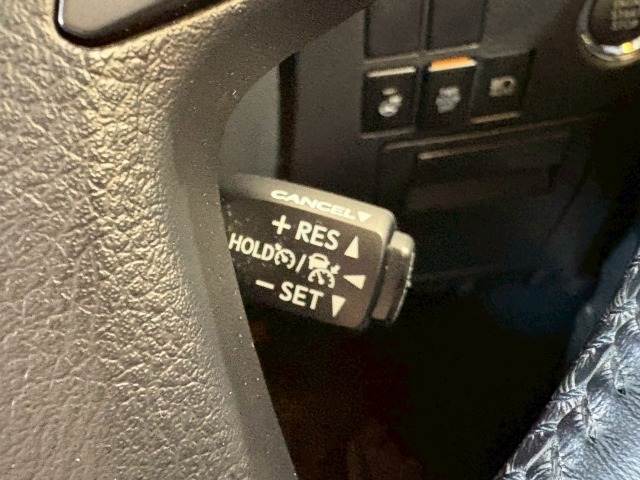 CANCEL▼
+ RES ▲
HOLD /
- SET ▼